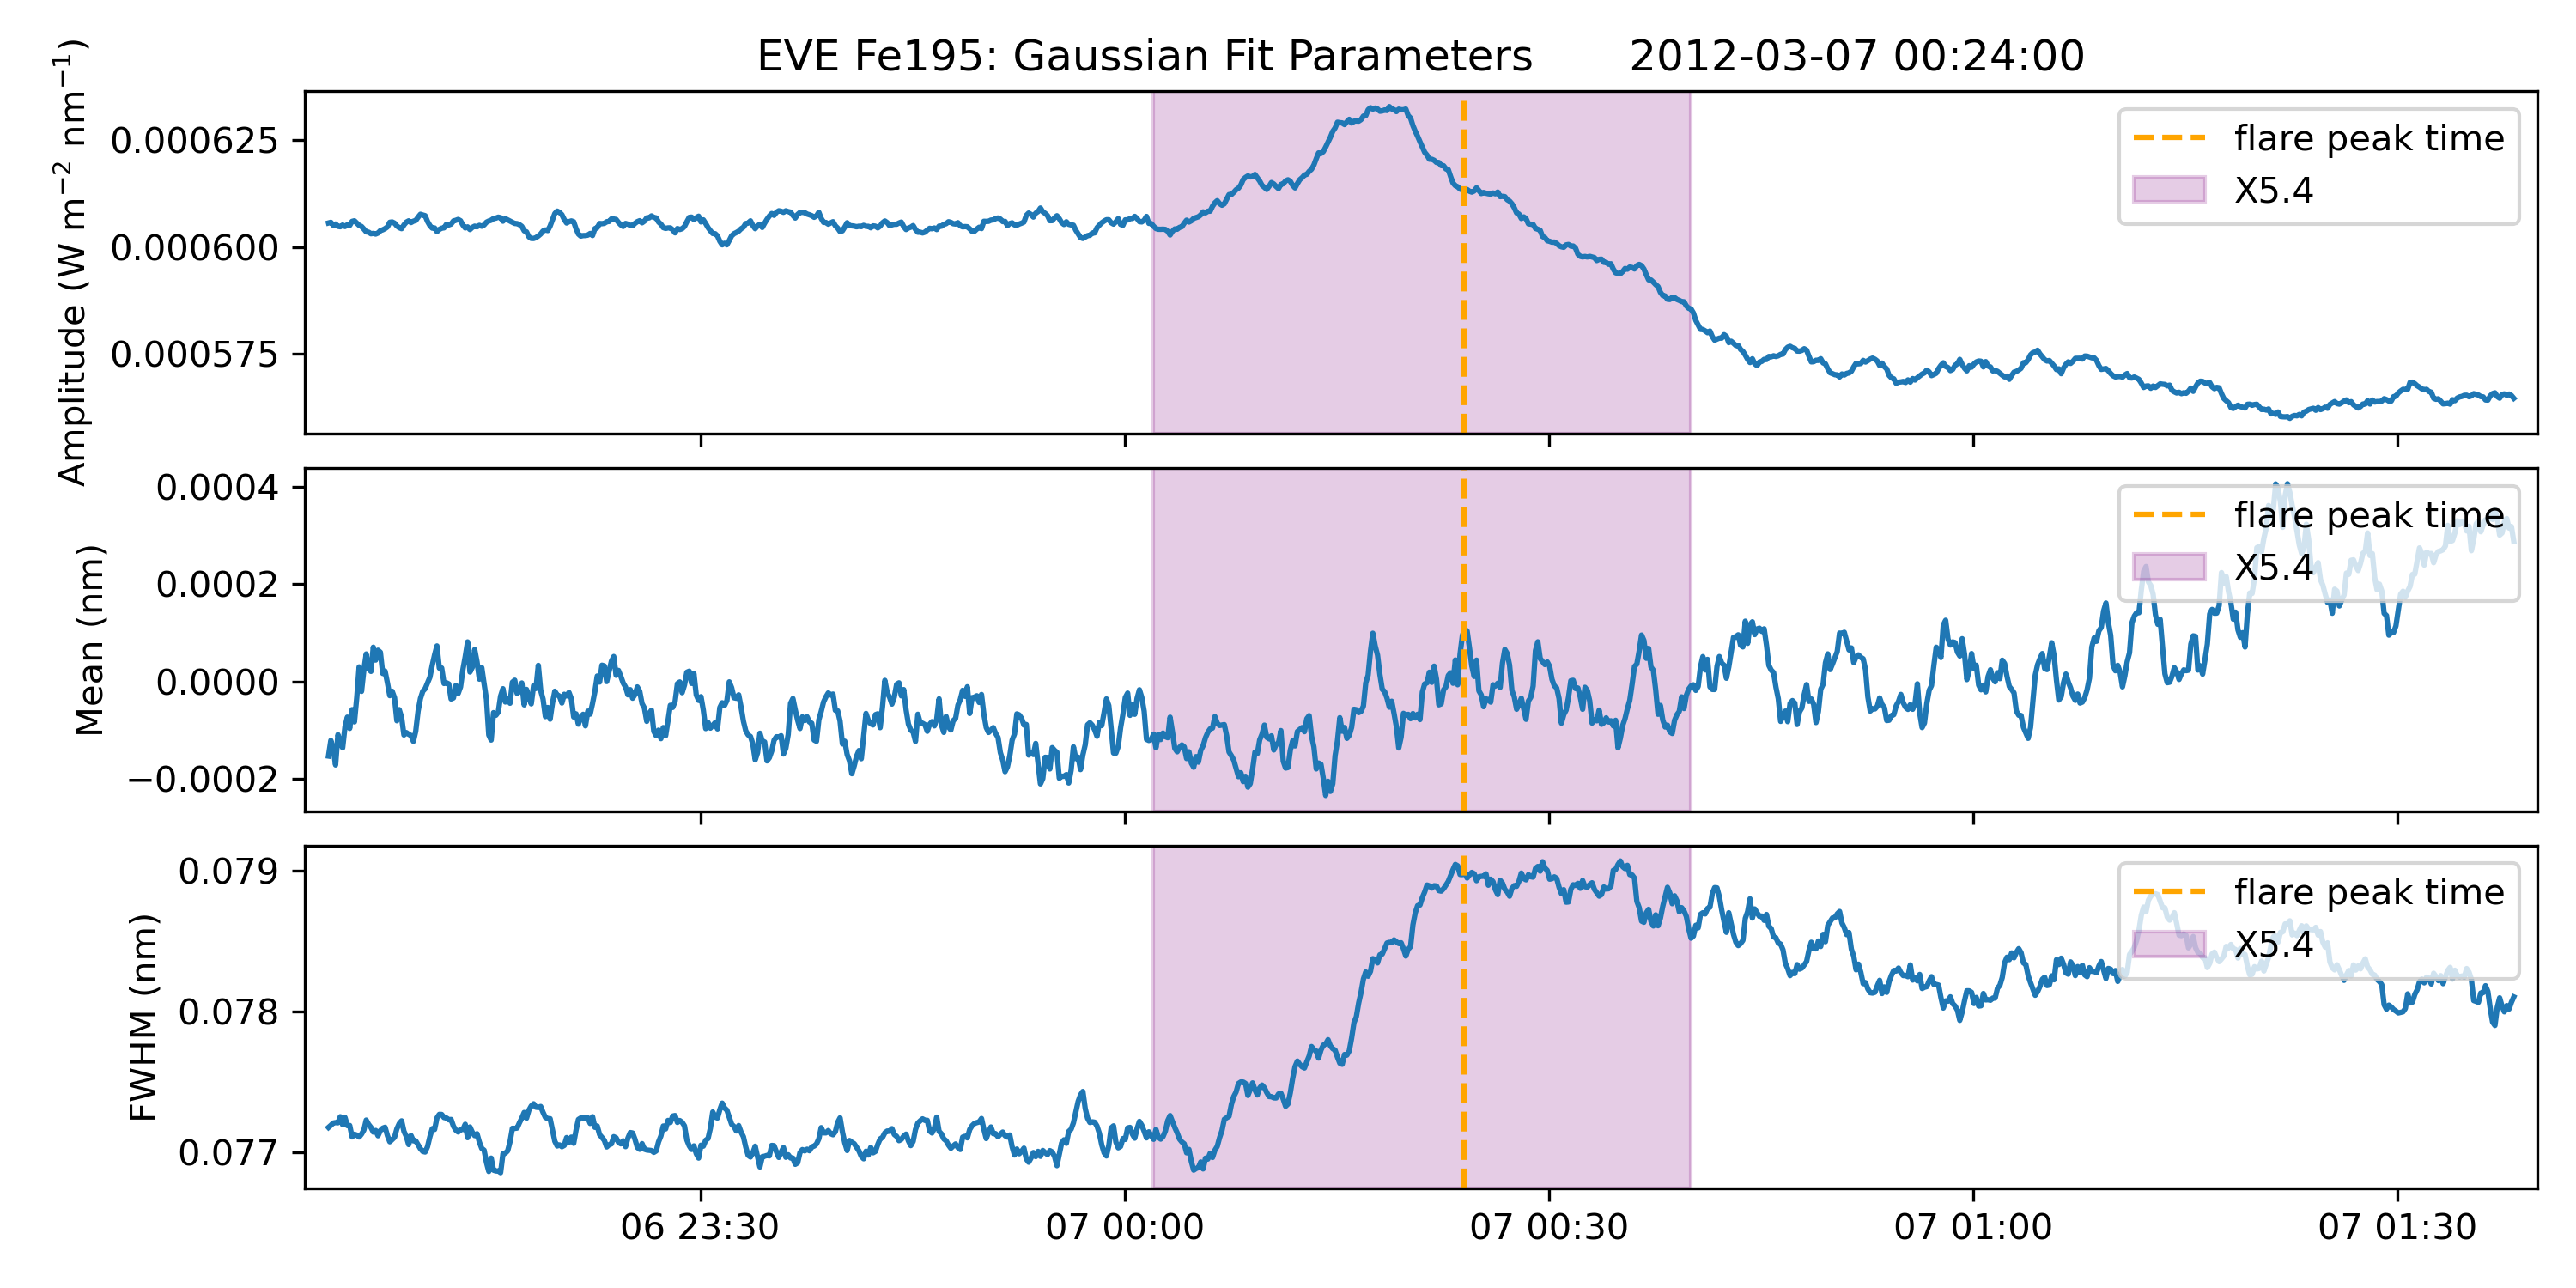 EVE Fe195: Gaussian Fit Parameters 2012-03-07 00:24:00
Amplitude (W m⁻² nm⁻¹)
0.000625
0.000600
0.000575
flare peak time
X5.4
Mean (nm)
0.0004
0.0002
0.0000
−0.0002
flare peak time
X5.4
FWHM (nm)
0.079
0.078
0.077
flare peak time
X5.4
06 23:30
07 00:00
07 00:30
07 01:00
07 01:30